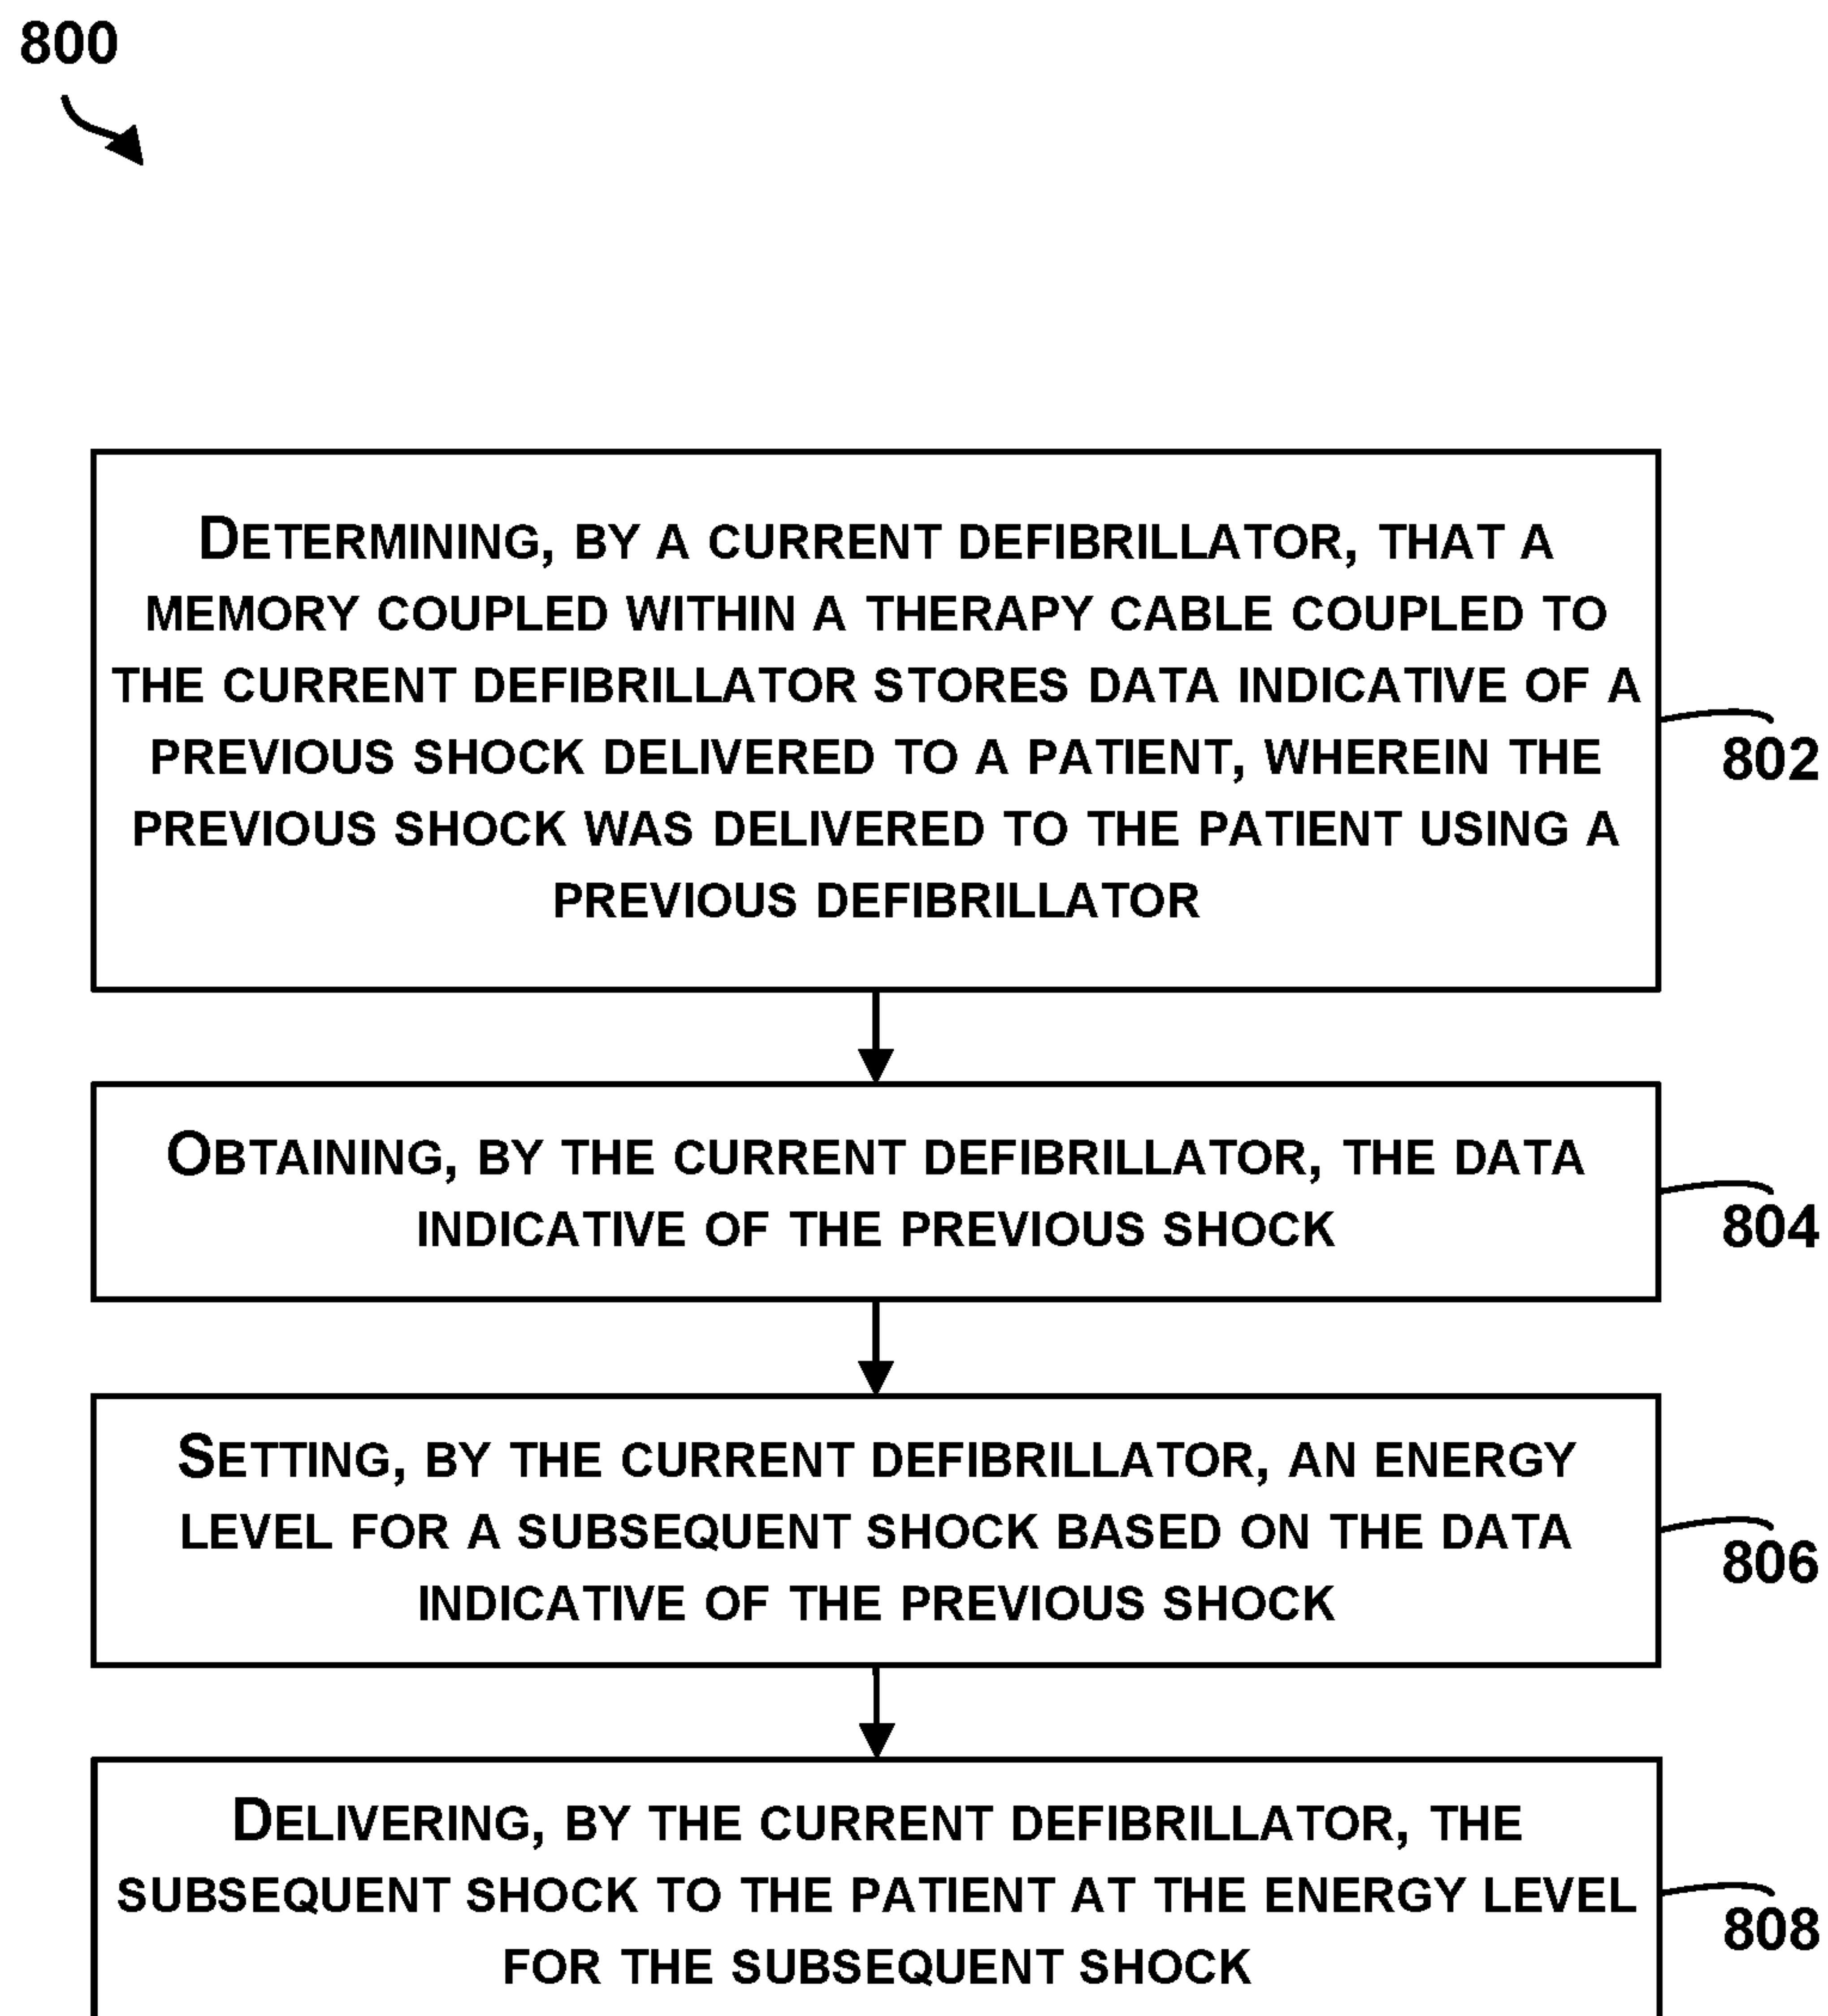 800
DETERMINING, BY A CURRENT DEFIBRILLATOR, THAT A
MEMORY COUPLED WITHIN A THERAPY CABLE COUPLED TO
THE CURRENT DEFIBRILLATOR STORES DATA INDICATIVE OF A
PREVIOUS SHOCK DELIVERED TO A PATIENT, WHEREIN THE
PREVIOUS SHOCK WAS DELIVERED TO THE PATIENT USING A
PREVIOUS DEFIBRILLATOR
802
OBTAINING, BY THE CURRENT DEFIBRILLATOR, THE DATA
INDICATIVE OF THE PREVIOUS SHOCK
804
SETTING, BY THE CURRENT DEFIBRILLATOR, AN ENERGY
LEVEL FOR A SUBSEQUENT SHOCK BASED ON THE DATA
INDICATIVE OF THE PREVIOUS SHOCK
806
DELIVERING, BY THE CURRENT DEFIBRILLATOR, THE
SUBSEQUENT SHOCK TO THE PATIENT AT THE ENERGY LEVEL
FOR THE SUBSEQUENT SHOCK
808